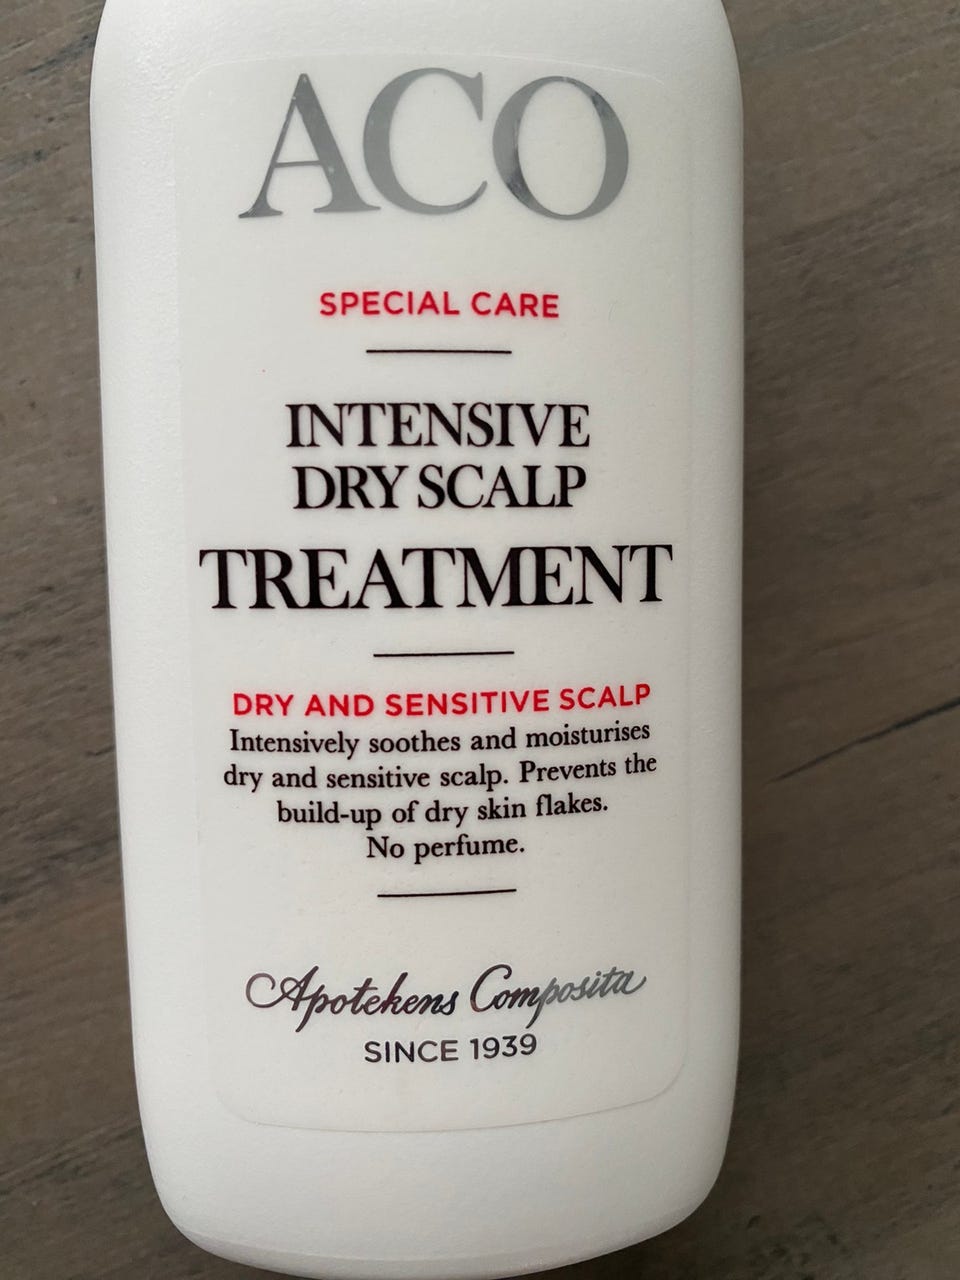 ACO
SPECIAL CARE
INTENSIVE
DRY SCALP
TREATMENT
DRY AND SENSITIVE SCALP
Intensively soothes and moisturises
dry and sensitive scalp. Prevents the
build-up of dry skin flakes.
No perfume.
Apotekens Composita
SINCE 1939